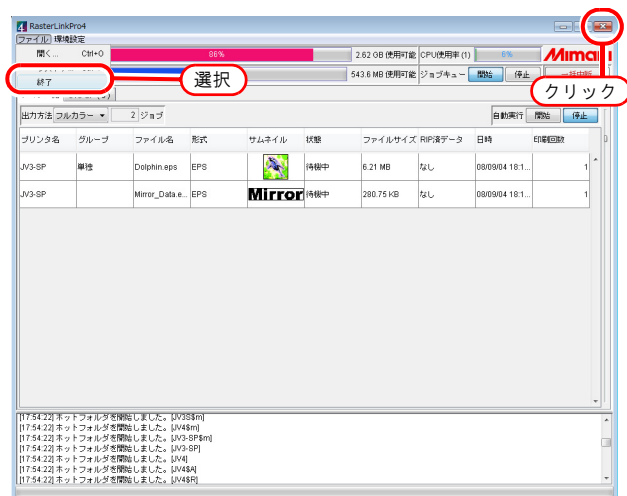 RasterLinkPro4
ファイル 環境設定
開く... Ctrl+O 86% 2.62 GB 使用可能 CPU使用率 (1) 6% Mimaki
終了 選択 543.6 MB 使用可能 ジョブキュー 開始 停止 一括中断
クリック
出力方法 フルカラー 2 ジョブ 自動実行 開始 停止
プリンタ名 グループ ファイル名 形式 サムネイル 状態 ファイルサイズ RIP済データ 日時 印刷回数
JV3-SP 単独 Dolphin.eps EPS 待機中 6.21 MB なし 08/09/04 18:1... 1
JV3-SP Mirror_Data.e... EPS Mirror 待機中 280.75 KB なし 08/09/04 18:1... 1
[17:54:22] ホットフォルダを開始しました。[JV3S$m]
[17:54:22] ホットフォルダを開始しました。[JV4$m]
[17:54:22] ホットフォルダを開始しました。[JV3-SP$m]
[17:54:22] ホットフォルダを開始しました。[JV3-SP]
[17:54:22] ホットフォルダを開始しました。[JV4]
[17:54:22] ホットフォルダを開始しました。[JV4$A]
[17:54:22] ホットフォルダを開始しました。[JV4$R]